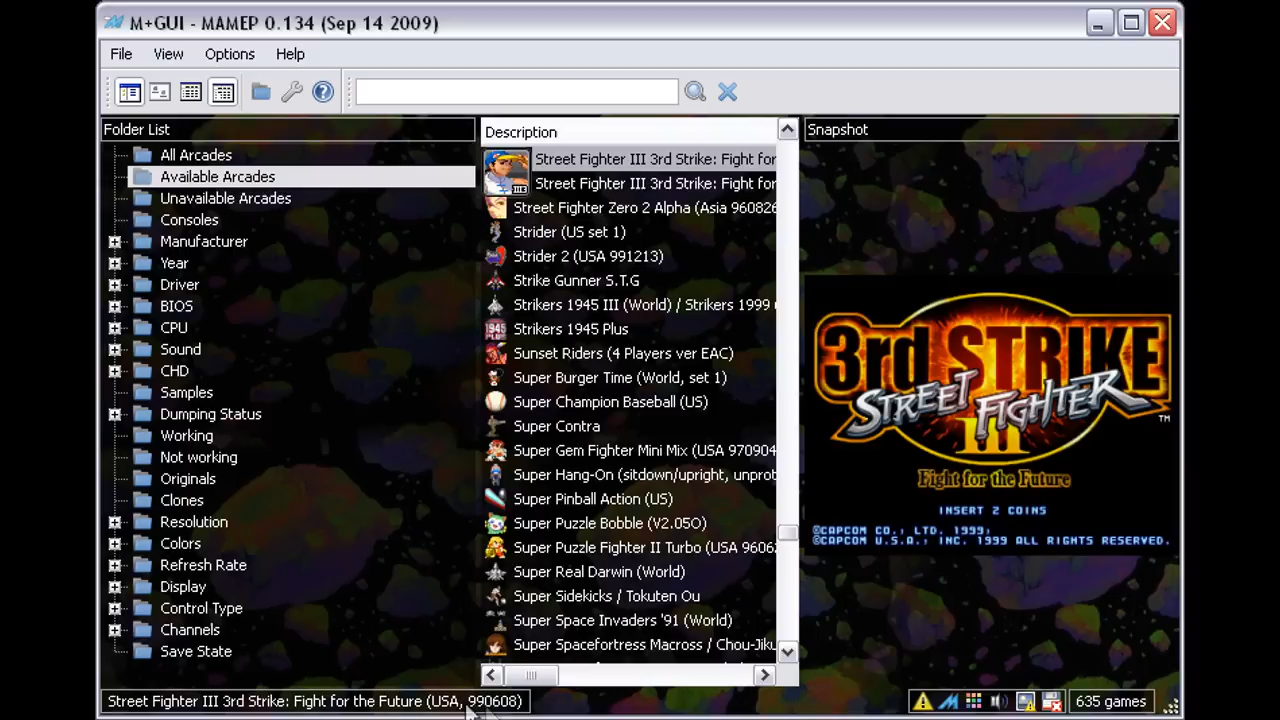 M+GUI - MAMEP 0.134 (Sep 14 2009)
File View Options Help
Folder List
All Arcades
Available Arcades
Unavailable Arcades
Consoles
Manufacturer
Year
Driver
BIOS
CPU
Sound
CHD
Samples
Dumping Status
Working
Not working
Originals
Clones
Resolution
Colors
Refresh Rate
Display
Control Type
Channels
Save State
Description
Street Fighter III 3rd Strike: Fight for
Street Fighter III 3rd Strike: Fight for
Street Fighter Zero 2 Alpha (Asia 960826
Strider (US set 1)
Strider 2 (USA 991213)
Strike Gunner S.T.G
Strikers 1945 III (World) / Strikers 1999
Strikers 1945 Plus
Sunset Riders (4 Players ver EAC)
Super Burger Time (World, set 1)
Super Champion Baseball (US)
Super Contra
Super Gem Fighter Mini Mix (USA 970904
Super Hang-On (sitdown/upright, unprot
Super Pinball Action (US)
Super Puzzle Bobble (V2.05O)
Super Puzzle Fighter II Turbo (USA 9606
Super Real Darwin (World)
Super Sidekicks / Tokuten Ou
Super Space Invaders '91 (World)
Super Spacefortress Macross / Chou-Jiku
Snapshot
3rd STRIKE
STREET FIGHTER
III
TM
Fight for the Future
INSERT 2 COINS
©CAPCOM CO., LTD. 1999,
©CAPCOM U.S.A., INC. 1999 ALL RIGHTS RESERVED.
Street Fighter III 3rd Strike: Fight for the Future (USA, 990608)
635 games